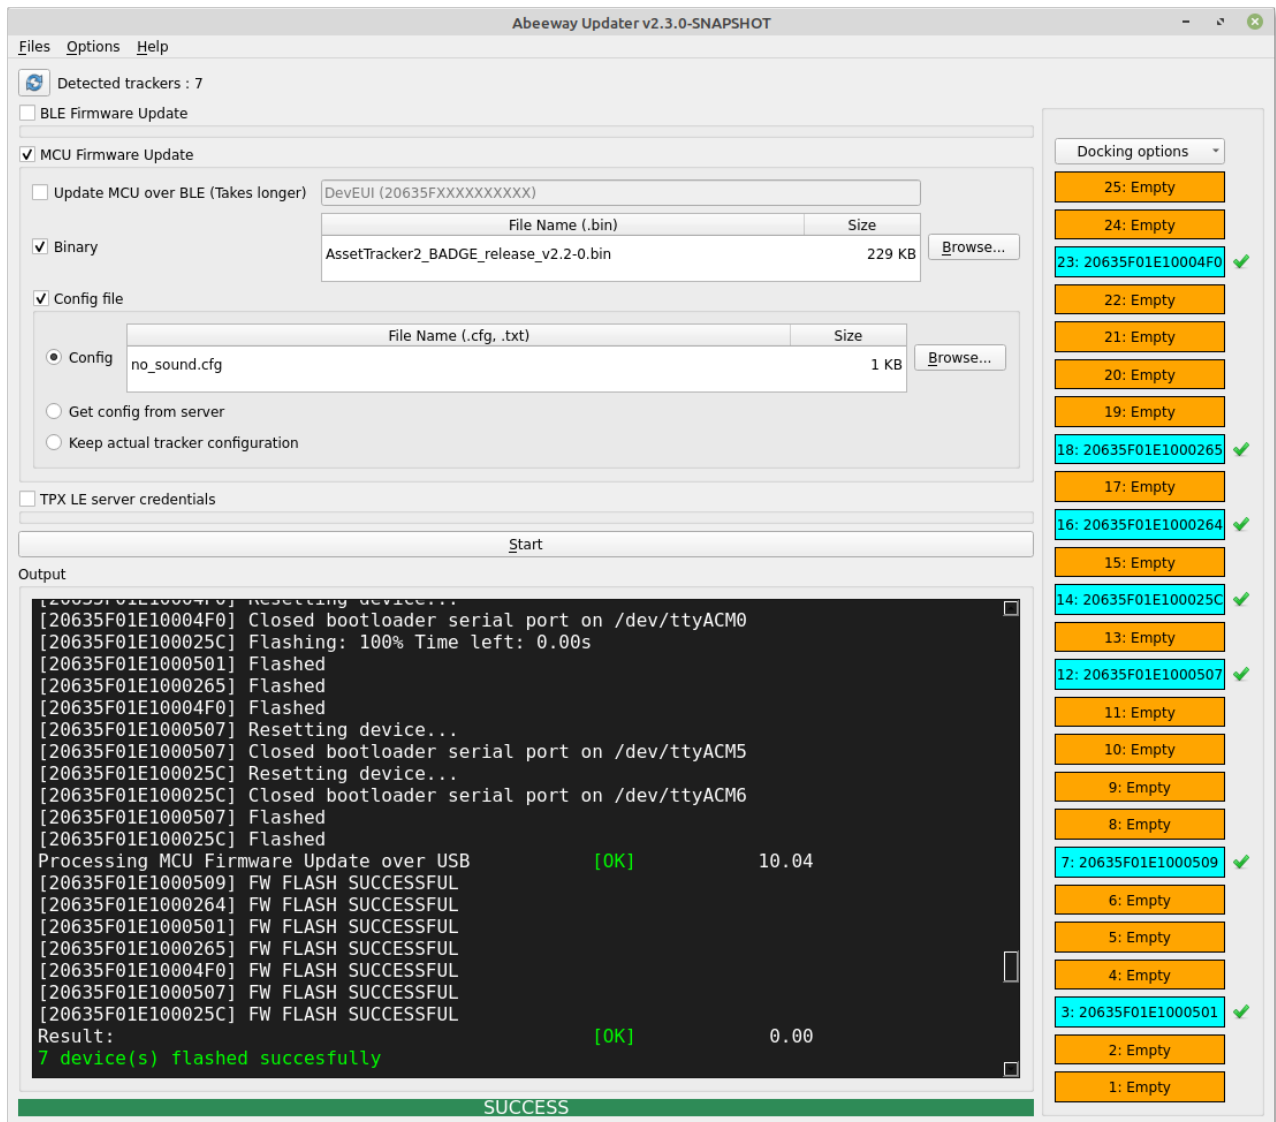 Abeeway Updater v2.3.0-SNAPSHOT
Files Options Help
Detected trackers : 7
BLE Firmware Update
MCU Firmware Update
Update MCU over BLE (Takes longer) DevEUI (20635FXXXXXXXXXX)
File Name (.bin) Size
Binary
AssetTracker2_BADGE_release_v2.2-0.bin 229 KB
Browse...
Config file
File Name (.cfg, .txt) Size
Config
no_sound.cfg 1 KB
Browse...
Get config from server
Keep actual tracker configuration
TPX LE server credentials
Start
Output
[20635F01E10004F0] Resetting device...
[20635F01E10004F0] Closed bootloader serial port on /dev/ttyACM0
[20635F01E100025C] Flashing: 100% Time left: 0.00s
[20635F01E1000501] Flashed
[20635F01E1000265] Flashed
[20635F01E10004F0] Flashed
[20635F01E1000507] Resetting device...
[20635F01E1000507] Closed bootloader serial port on /dev/ttyACM5
[20635F01E100025C] Resetting device...
[20635F01E100025C] Closed bootloader serial port on /dev/ttyACM6
[20635F01E1000507] Flashed
[20635F01E100025C] Flashed
Processing MCU Firmware Update over USB [OK] 10.04
[20635F01E1000509] FW FLASH SUCCESSFUL
[20635F01E1000264] FW FLASH SUCCESSFUL
[20635F01E1000501] FW FLASH SUCCESSFUL
[20635F01E1000265] FW FLASH SUCCESSFUL
[20635F01E10004F0] FW FLASH SUCCESSFUL
[20635F01E1000507] FW FLASH SUCCESSFUL
[20635F01E100025C] FW FLASH SUCCESSFUL
Result: [OK] 0.00
7 device(s) flashed succesfully
SUCCESS
Docking options
25: Empty
24: Empty
23: 20635F01E10004F0
22: Empty
21: Empty
20: Empty
19: Empty
18: 20635F01E1000265
17: Empty
16: 20635F01E1000264
15: Empty
14: 20635F01E100025C
13: Empty
12: 20635F01E1000507
11: Empty
10: Empty
9: Empty
8: Empty
7: 20635F01E1000509
6: Empty
5: Empty
4: Empty
3: 20635F01E1000501
2: Empty
1: Empty